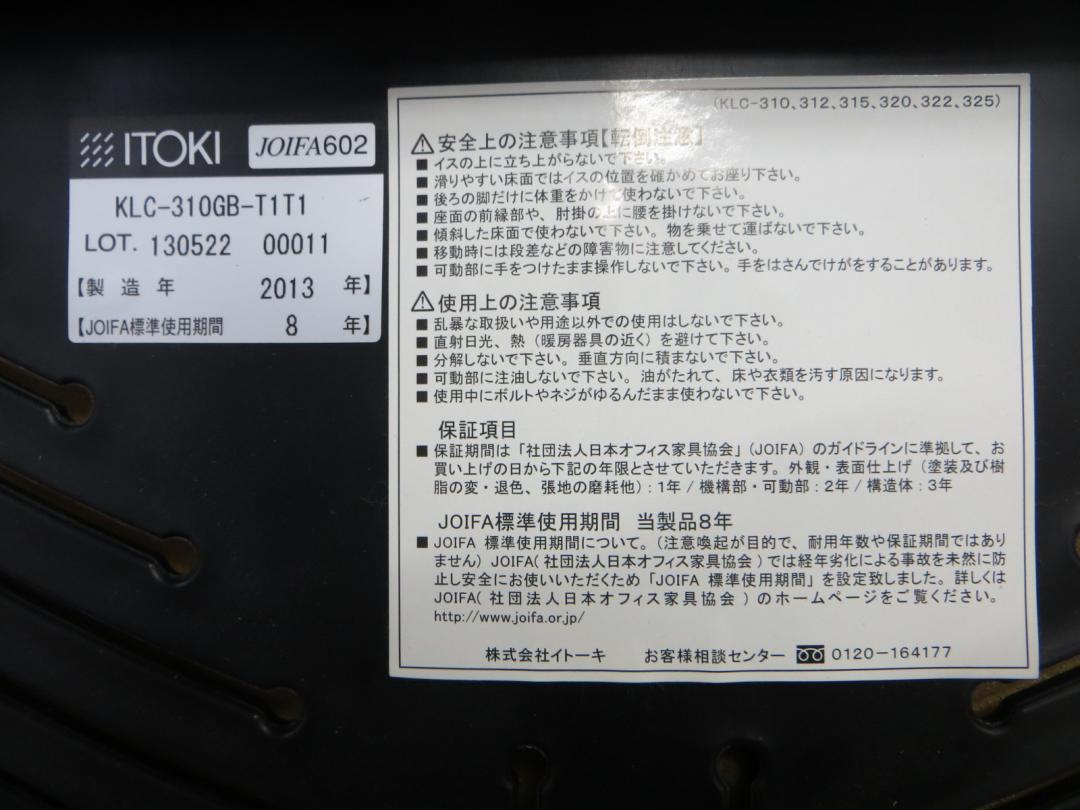 ITOKI JOIFA602
KLC-310GB-T1T1
LOT. 130522 00011
【製造年 2013 年】
【JOIFA標準使用期間 8 年】
(KLC-310、312、315、320、322、325)
⚠安全上の注意事項【転倒注意】
■ イスの上に立ち上がらないで下さい。
■ 滑りやすい床面ではイスの位置を確かめてお座り下さい。
■ 後ろの脚だけに体重をかけて使わないで下さい。
■ 座面の前縁部や、肘掛の上に腰を掛けないで下さい。
■ 傾斜した床面で使わないで下さい。物を乗せて運ばないで下さい。
■ 移動時には段差などの障害物に注意してください。
■ 可動部に手をつけたまま操作しないで下さい。手をはさんでけがをすることがあります。
⚠使用上の注意事項
■ 乱暴な取扱いや用途以外での使用はしないで下さい。
■ 直射日光、熱（暖房器具の近く）を避けて下さい。
■ 分解しないで下さい。垂直方向に積まないで下さい。
■ 可動部に注油しないで下さい。油がたれて、床や衣類を汚す原因になります。
■ 使用中にボルトやネジがゆるんだまま使わないで下さい。
保証項目
■ 保証期間は「社団法人日本オフィス家具協会」(JOIFA) のガイドラインに準拠して、お
買い上げの日から下記の年限とさせていただきます。外観・表面仕上げ（塗装及び樹
脂の変・退色、張地の磨耗他）: 1年 / 機構部・可動部 : 2年 / 構造体 : 3年
JOIFA標準使用期間 当製品8年
■ JOIFA 標準使用期間について。(注意喚起が目的で、耐用年数や保証期間ではあり
ません) JOIFA( 社団法人日本オフィス家具協会 ) では経年劣化による事故を未然に防
止し安全にお使いいただくため「JOIFA 標準使用期間」を設定致しました。詳しくは
JOIFA( 社団法人日本オフィス家具協会 ) のホームページをご覧ください。
http://www.joifa.or.jp/
株式会社イトーキ お客様相談センター 0120-164177